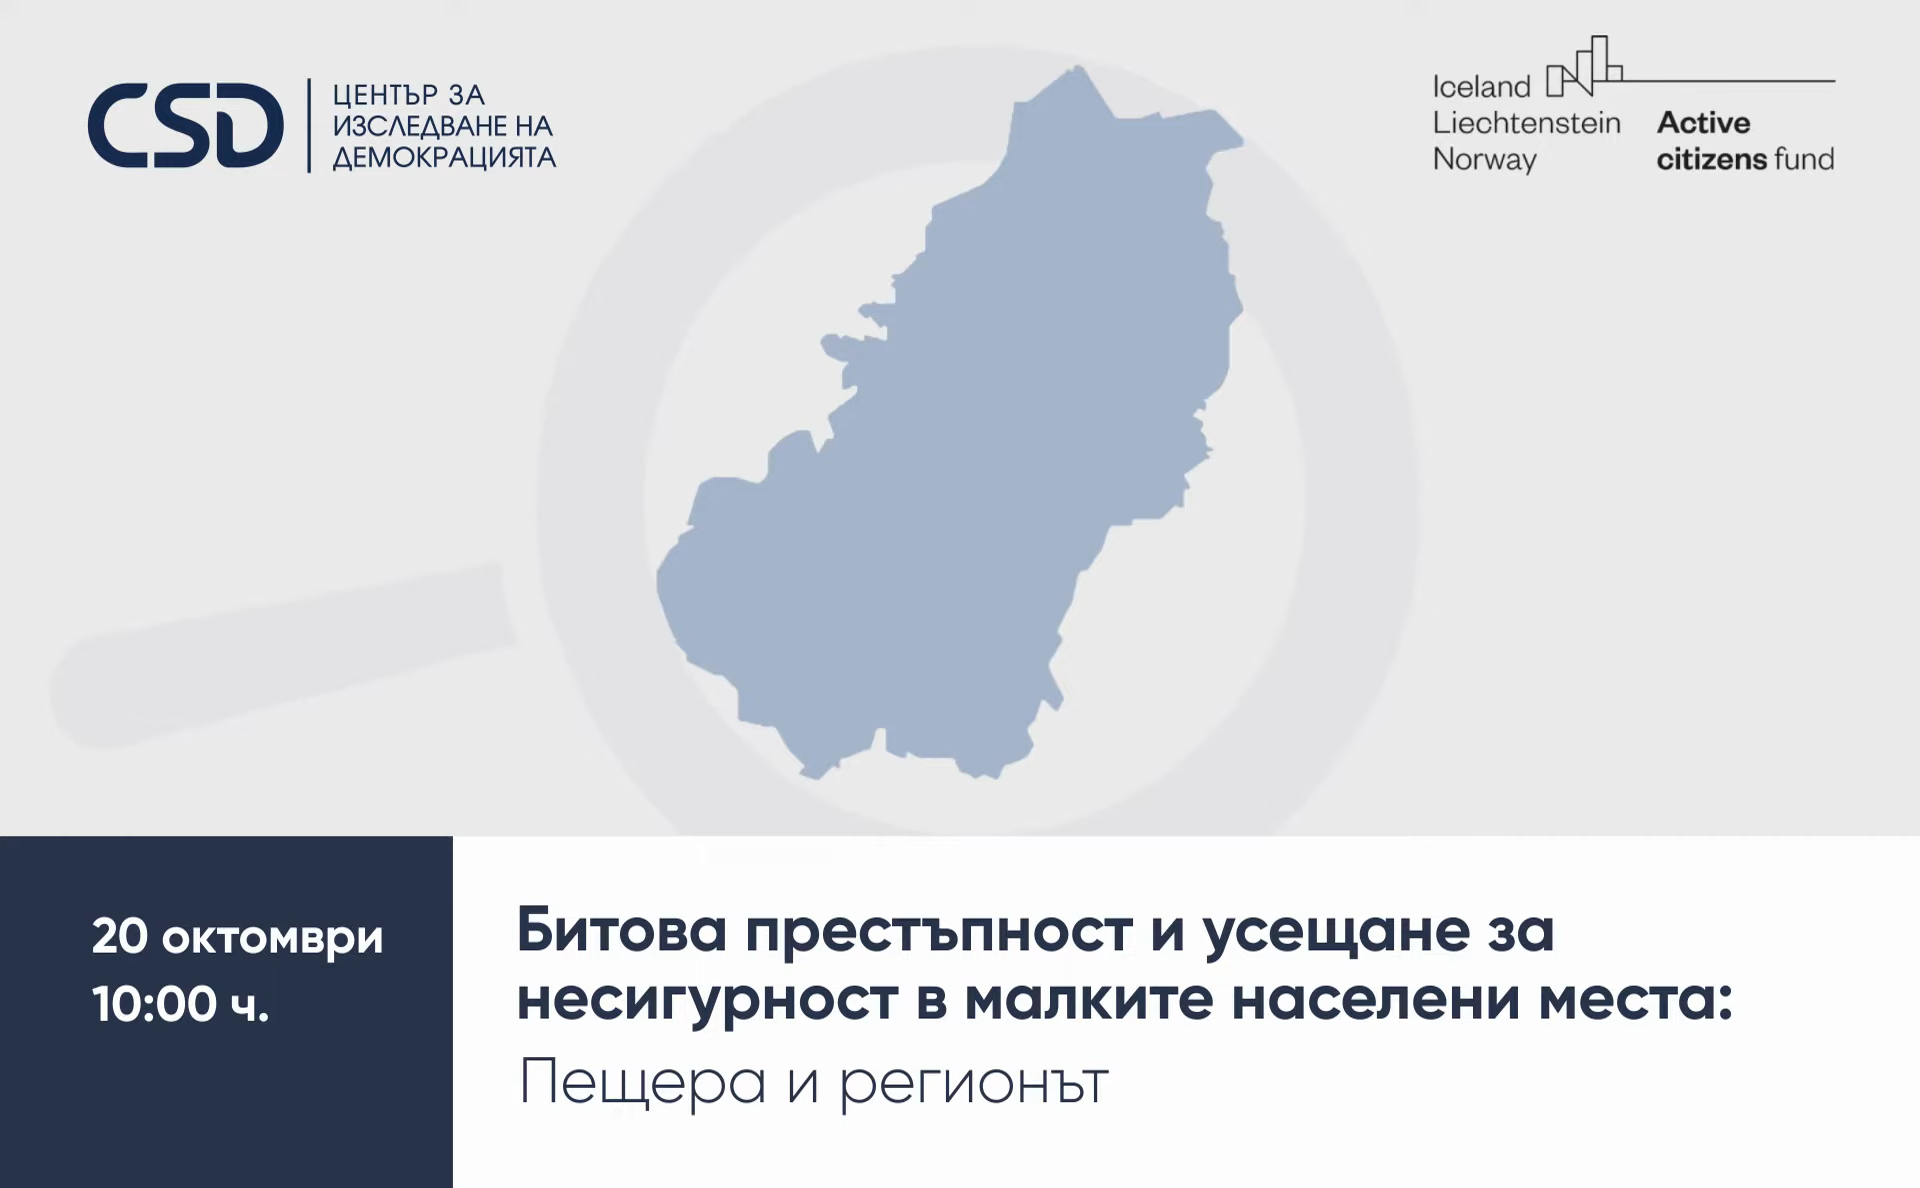 CSD
ЦЕНТЪР ЗА
ИЗСЛЕДВАНЕ НА
ДЕМОКРАЦИЯТА
Iceland
Liechtenstein
Norway
Active
citizens fund
20 октомври
10:00 ч.
Битова престъпност и усещане за
несигурност в малките населени места:
Пещера и регионът